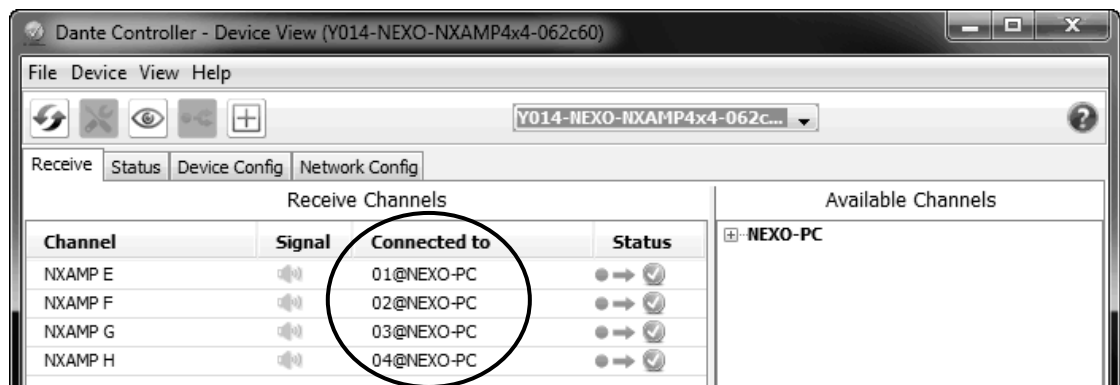 Dante Controller - Device View (Y014-NEXO-NXAMP4x4-062c60)
File Device View Help
Y014-NEXO-NXAMP4x4-062c...
Receive Status Device Config Network Config
Receive Channels Available Channels
Channel Signal Connected to Status NEXO-PC
NXAMP E 01@NEXO-PC
NXAMP F 02@NEXO-PC
NXAMP G 03@NEXO-PC
NXAMP H 04@NEXO-PC